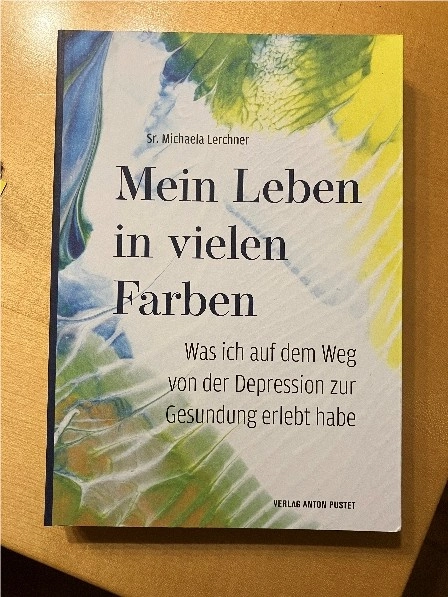 Sr. Michaela Lerchner
Mein Leben
in vielen
Farben
Was ich auf dem Weg
von der Depression zur
Gesundung erlebt habe
VERLAG ANTON PUSTET